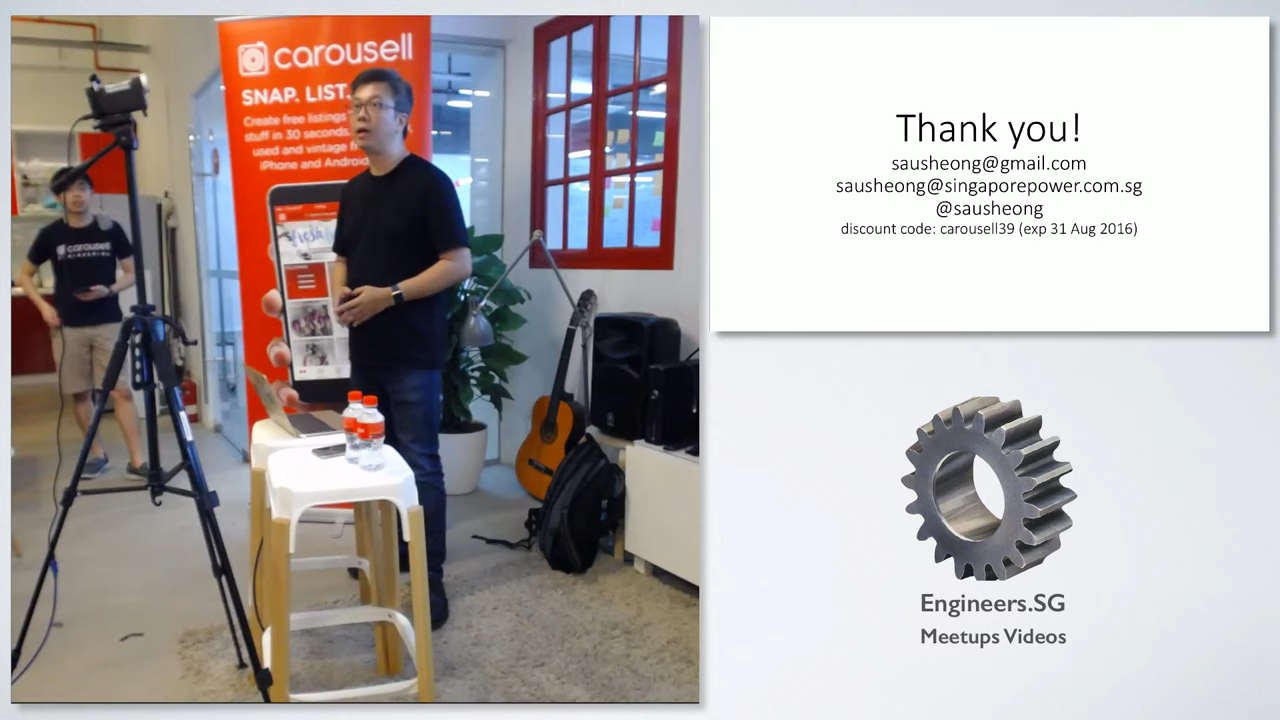 carousell
SNAP. LIST.
Create free listings
stuff in 30 seconds.
used and vintage
iPhone and Android
carousell
Thank you!
sausheong@gmail.com
sausheong@singaporepower.com.sg
@sausheong
discount code: carousell39 (exp 31 Aug 2016)
Engineers.SG
Meetups Videos